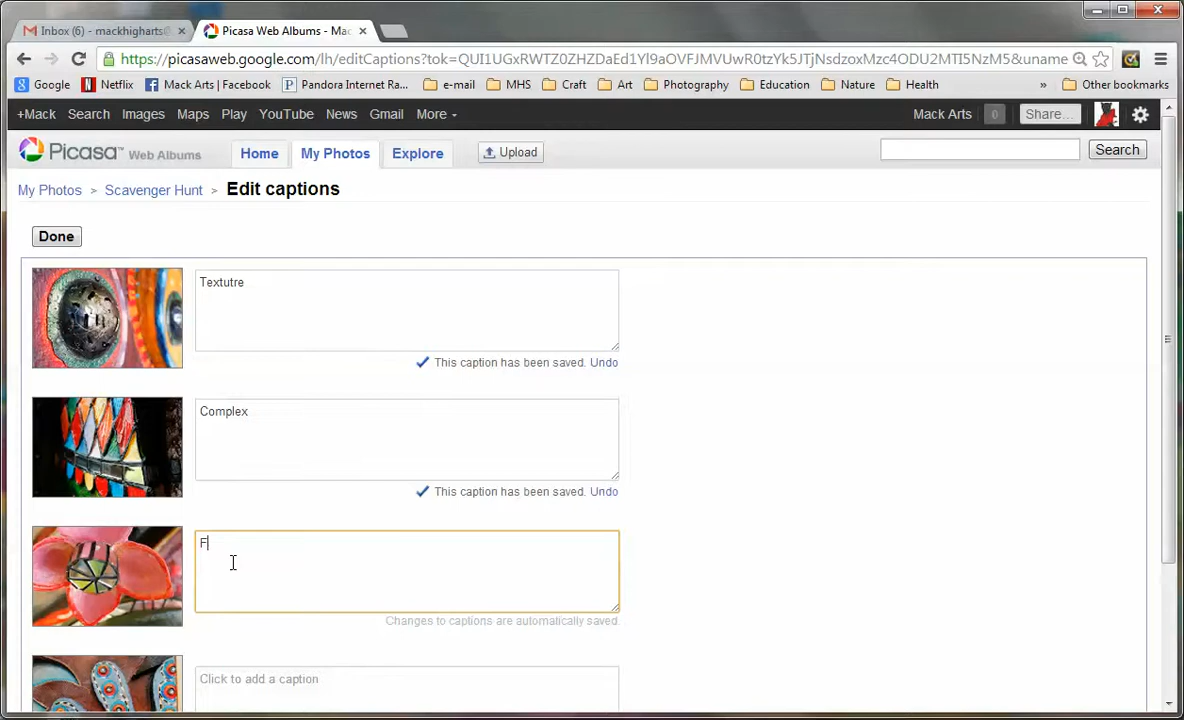 Inbox (6) - mackhigharts
Picasa Web Albums - Mac
https://picasaweb.google.com/lh/editCaptions?tok=QUI1UGxRWTZ0ZHZDaEd1Yl9aOVFJMVUwR0tzYk5JTjNsdzoxMzc4ODU2MTI5NzM5&uname
Google Netflix Mack Arts | Facebook Pandora Internet Ra... e-mail MHS Craft Art Photography Education Nature Health » Other bookmarks
+Mack Search Images Maps Play YouTube News Gmail More Mack Arts 0 Share...
Picasa™ Web Albums Home My Photos Explore Upload Search
My Photos > Scavenger Hunt > Edit captions
Done
Textutre
This caption has been saved. Undo
Complex
This caption has been saved. Undo
F
Changes to captions are automatically saved.
Click to add a caption